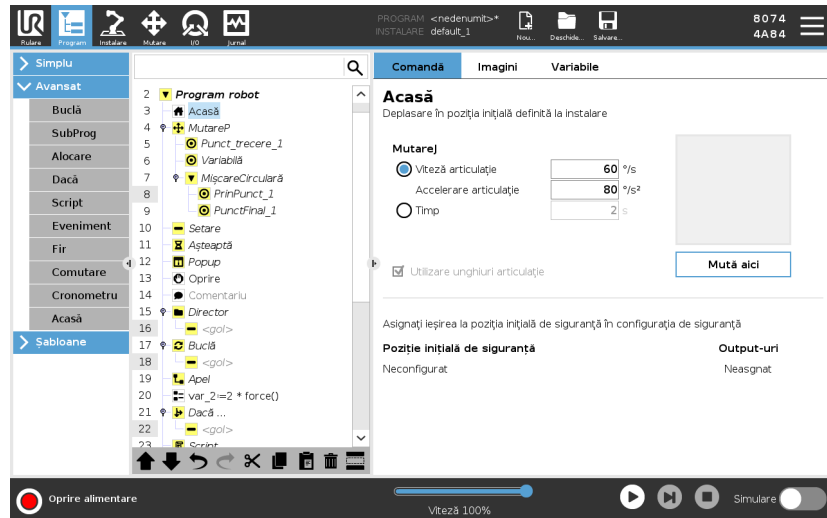 PROGRAM <nedenumit>*
INSTALARE default_1
Rulare
Program
Instalare
Mutare
I/O
Jurnal
Nou...
Deschide...
Salvare...
8074
4A84
Simplu
Avansat
Buclă
SubProg
Alocare
Dacă
Script
Eveniment
Fir
Comutare
Cronometru
Acasă
Șabloane
2 Program robot
3 Acasă
4 MutareP
5 Punct_trecere_1
6 Variabilă
7 MișcareCirculară
8 PrinPunct_1
9 PunctFinal_1
10 Setare
11 Așteaptă
12 Popup
13 Oprire
14 Comentariu
15 Director
16 <gol>
17 Buclă
18 <gol>
19 Apel
20 var_2≔2 * force()
21 Dacă ...
22 <gol>
23 Script
Comandă
Imagini
Variabile
Acasă
Deplasare în poziția inițială definită la instalare
MutareJ
Viteză articulație 60 °/s
Accelerare articulație 80 °/s²
Timp 2 s
Mută aici
Utilizare unghiuri articulație
Asignați ieșirea la poziția inițială de siguranță în configurația de siguranță
Poziție inițială de siguranță
Output-uri
Neconfigurat
Neasgnat
Oprire alimentare
Viteză 100%
Simulare